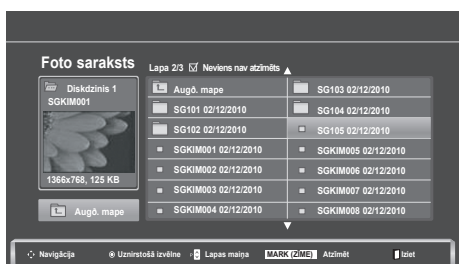 Foto saraksts
Lapa 2/3 Neviens nav atzīmēts
Diskdzinis 1
SGKIM001
1366x768, 125 KB
Augð. mape
Augð. mape
SG101 02/12/2010
SG102 02/12/2010
SGKIM001 02/12/2010
SGKIM002 02/12/2010
SGKIM003 02/12/2010
SGKIM004 02/12/2010
SG103 02/12/2010
SG104 02/12/2010
SG105 02/12/2010
SGKIM005 02/12/2010
SGKIM006 02/12/2010
SGKIM007 02/12/2010
SGKIM008 02/12/2010
Navigācija Uznirstošā izvēlne P Lapas maiņa MARK (ZĪME) Atzīmēt Iziet